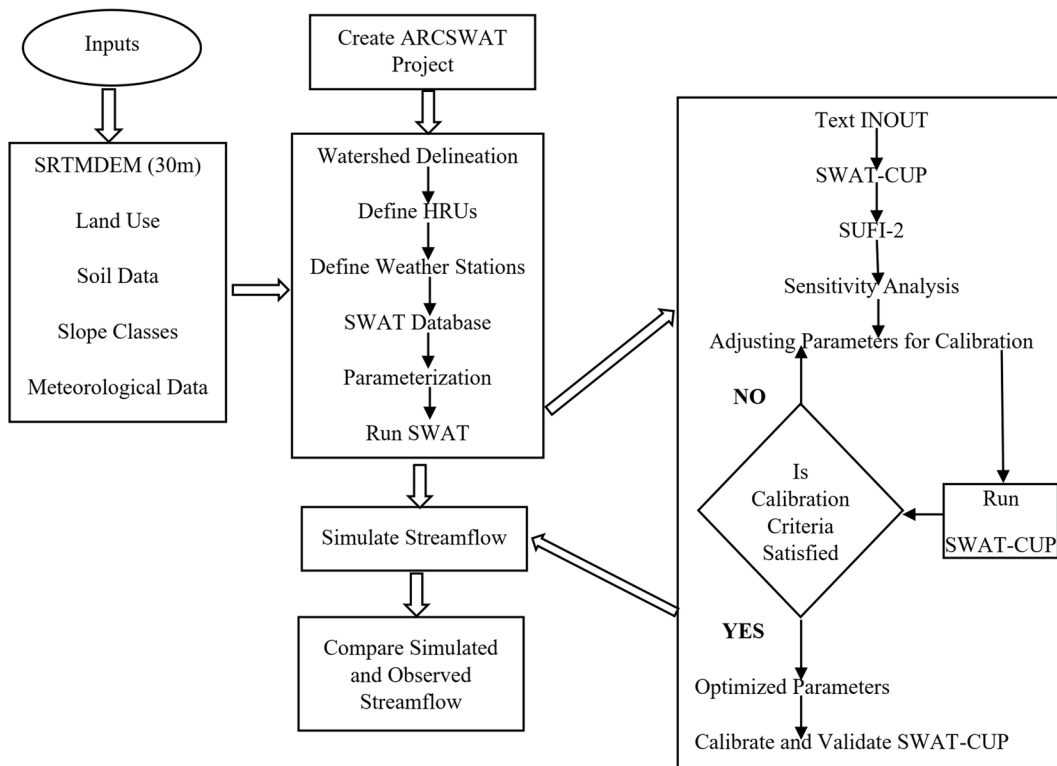 Inputs
SRTMDEM (30m)
Land Use
Soil Data
Slope Classes
Meteorological Data
Create ARCSWAT
Project
Watershed Delineation
Define HRUs
Define Weather Stations
SWAT Database
Parameterization
Run SWAT
Simulate Streamflow
Compare Simulated
and Observed
Streamflow
Text INOUT
SWAT-CUP
SUFI-2
Sensitivity Analysis
Adjusting Parameters for Calibration
NO
Is
Calibration
Criteria
Satisfied
Run
SWAT-CUP
YES
Optimized Parameters
Calibrate and Validate SWAT-CUP